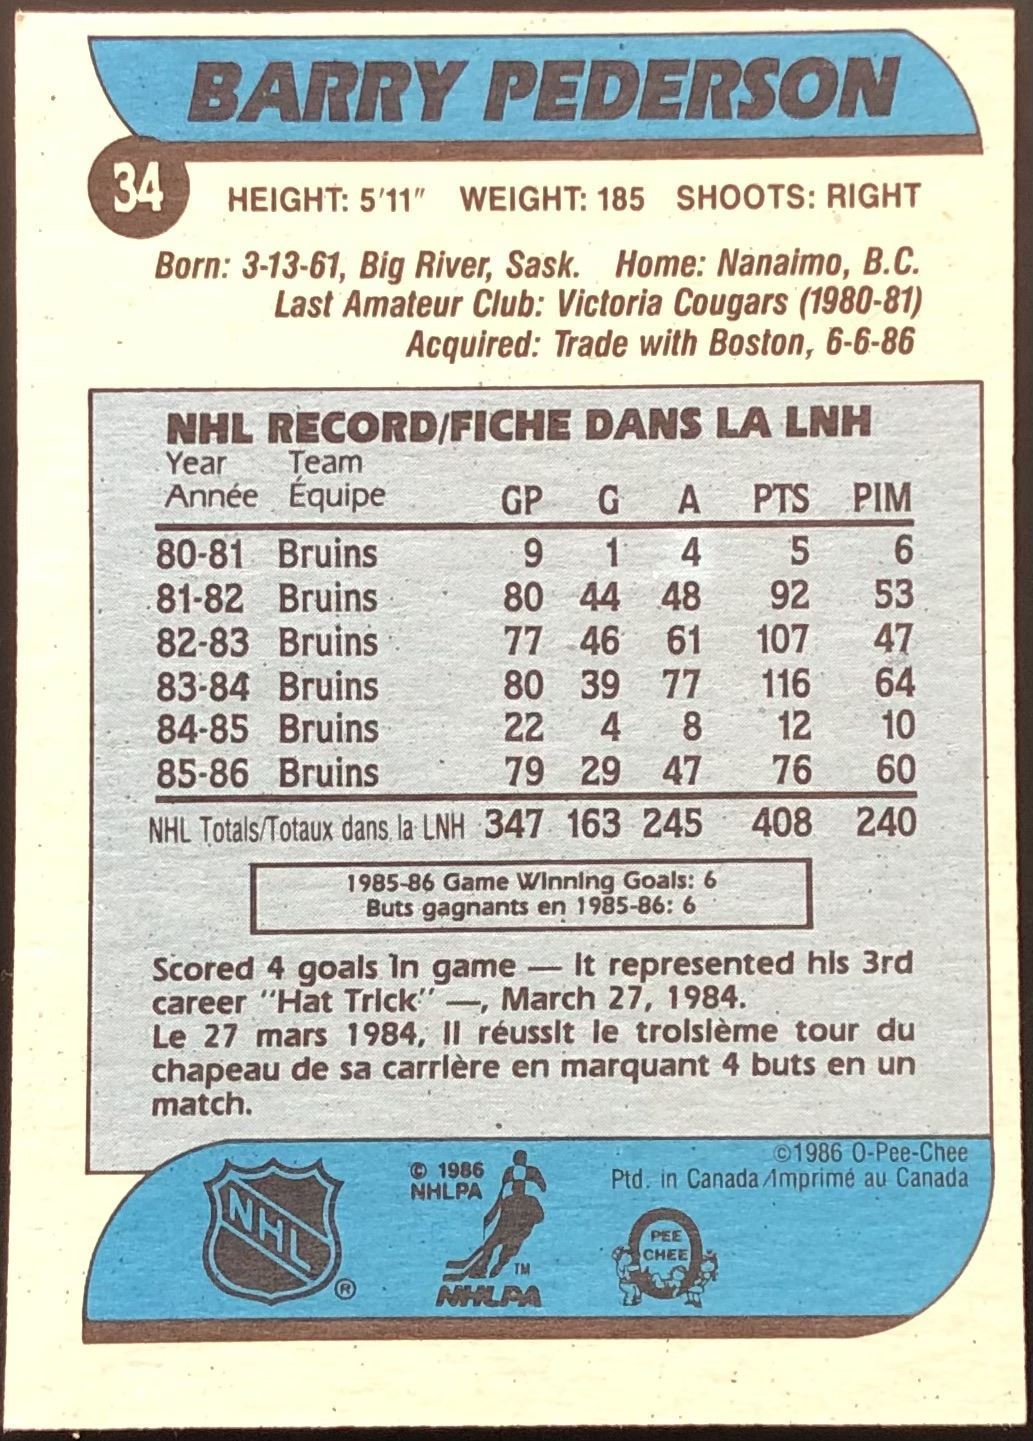 BARRY PEDERSON
34
HEIGHT: 5'11" WEIGHT: 185 SHOOTS: RIGHT
Born: 3-13-61, Big River, Sask. Home: Nanaimo, B.C.
Last Amateur Club: Victoria Cougars (1980-81)
Acquired: Trade with Boston, 6-6-86
NHL RECORD/FICHE DANS LA LNH
Year Team
Année Équipe GP G A PTS PIM
80-81 Bruins 9 1 4 5 6
81-82 Bruins 80 44 48 92 53
82-83 Bruins 77 46 61 107 47
83-84 Bruins 80 39 77 116 64
84-85 Bruins 22 4 8 12 10
85-86 Bruins 79 29 47 76 60
NHL Totals/Totaux dans la LNH 347 163 245 408 240
1985-86 Game Winning Goals: 6
Buts gagnants en 1985-86: 6
Scored 4 goals in game — It represented his 3rd
career "Hat Trick" —, March 27, 1984.
Le 27 mars 1984, il réussit le troisième tour du
chapeau de sa carrière en marquant 4 buts en un
match.
©1986 O-Pee-Chee
Ptd. in Canada/Imprimé au Canada
© 1986
NHLPA
NHL
®
TM
NHLPA
PEE
CHEE